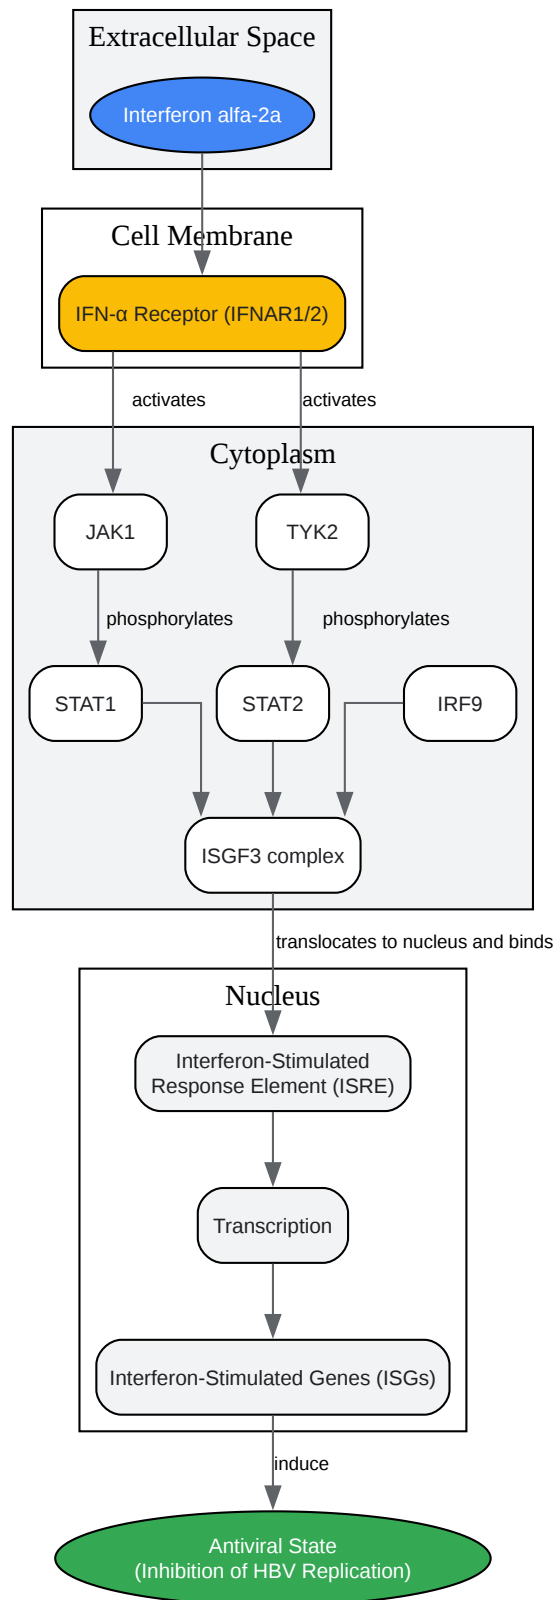 Extracellular Space
Interferon alfa-2a
Cell Membrane
IFN-α Receptor (IFNAR1/2)
activates
activates
Cytoplasm
JAK1
TYK2
phosphorylates
phosphorylates
STAT1
STAT2
IRF9
ISGF3 complex
translocates to nucleus and binds
Nucleus
Interferon-Stimulated
Response Element (ISRE)
Transcription
Interferon-Stimulated Genes (ISGs)
induce
Antiviral State
(Inhibition of HBV Replication)